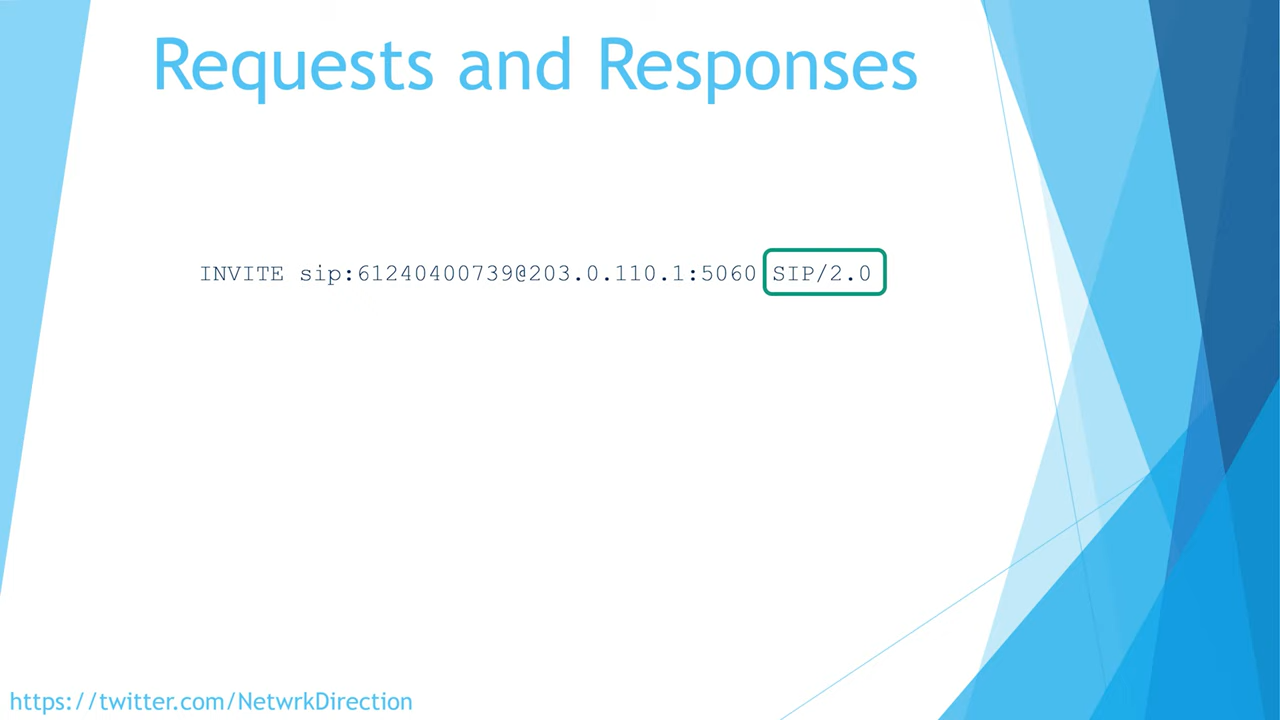 Requests and Responses
INVITE sip:61240400739@203.0.110.1:5060 SIP/2.0
https://twitter.com/NetwrkDirection